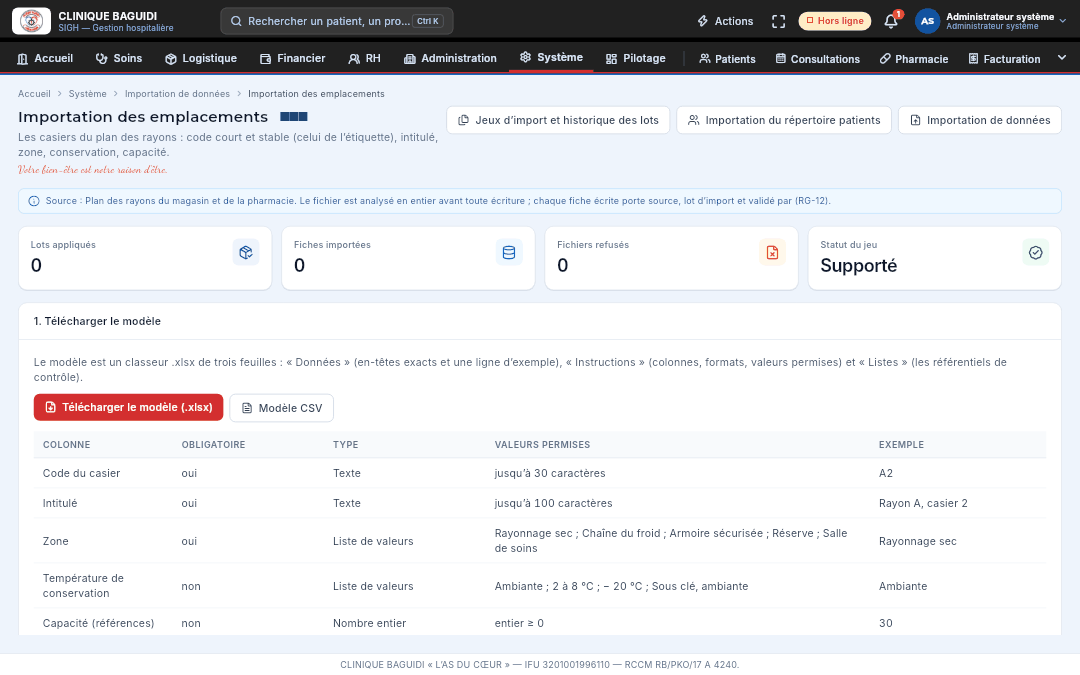 CLINIQUE BAGUIDI
SIGH — Gestion hospitalière
Rechercher un patient, un pro... Ctrl K
Actions
Hors ligne
1
AS
Administrateur système
Administrateur système
Accueil Soins Logistique Financier RH Administration Système Pilotage Patients Consultations Pharmacie Facturation
Accueil > Système > Importation de données > Importation des emplacements
Importation des emplacements
Les casiers du plan des rayons : code court et stable (celui de l'étiquette), intitulé,
zone, conservation, capacité.
Votre bien-être est notre raison d'être.
Jeux d'import et historique des lots
Importation du répertoire patients
Importation de données
Source : Plan des rayons du magasin et de la pharmacie. Le fichier est analysé en entier avant toute écriture ; chaque fiche écrite porte source, lot d'import et validé par (RG-12).
Lots appliqués
0
Fiches importées
0
Fichiers refusés
0
Statut du jeu
Supporté
1. Télécharger le modèle
Le modèle est un classeur .xlsx de trois feuilles : « Données » (en-têtes exacts et une ligne d'exemple), « Instructions » (colonnes, formats, valeurs permises) et « Listes » (les référentiels de
contrôle).
Télécharger le modèle (.xlsx)
Modèle CSV
COLONNE OBLIGATOIRE TYPE VALEURS PERMISES EXEMPLE
Code du casier oui Texte jusqu'à 30 caractères A2
Intitulé oui Texte jusqu'à 100 caractères Rayon A, casier 2
Zone oui Liste de valeurs Rayonnage sec ; Chaîne du froid ; Armoire sécurisée ; Réserve ; Salle
de soins Rayonnage sec
Température de
conservation non Liste de valeurs Ambiante ; 2 à 8 °C ; − 20 °C ; Sous clé, ambiante Ambiante
Capacité (références) non Nombre entier entier ≥ 0 30
CLINIQUE BAGUIDI « L'AS DU CŒUR » — IFU 3201001996110 — RCCM RB/PKO/17 A 4240.